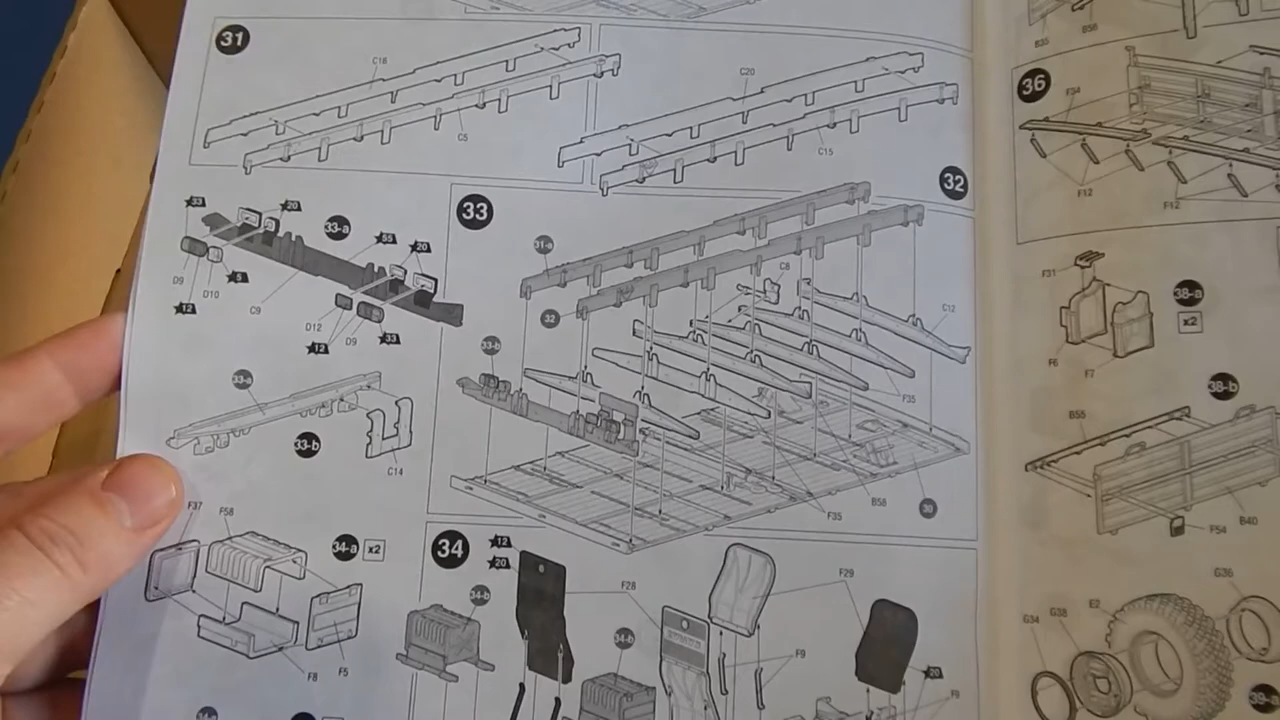 31
C16
C5
C20
C15
32
33
20
33-a
55
20
D9
D10
5
12
C9
D12
D9
12
33
33-a
33-b
C14
33
31-a
32
33-b
C8
C12
F35
F35
B58
30
F37
F58
34-a
x2
F8
F5
34
12
20
34-b
F28
34-b
F29
F9
20
B35
B56
36
F34
F12
F12
F31
38-a
x2
F6
F7
38-b
B55
F54
B40
G36
E2
G38
G34